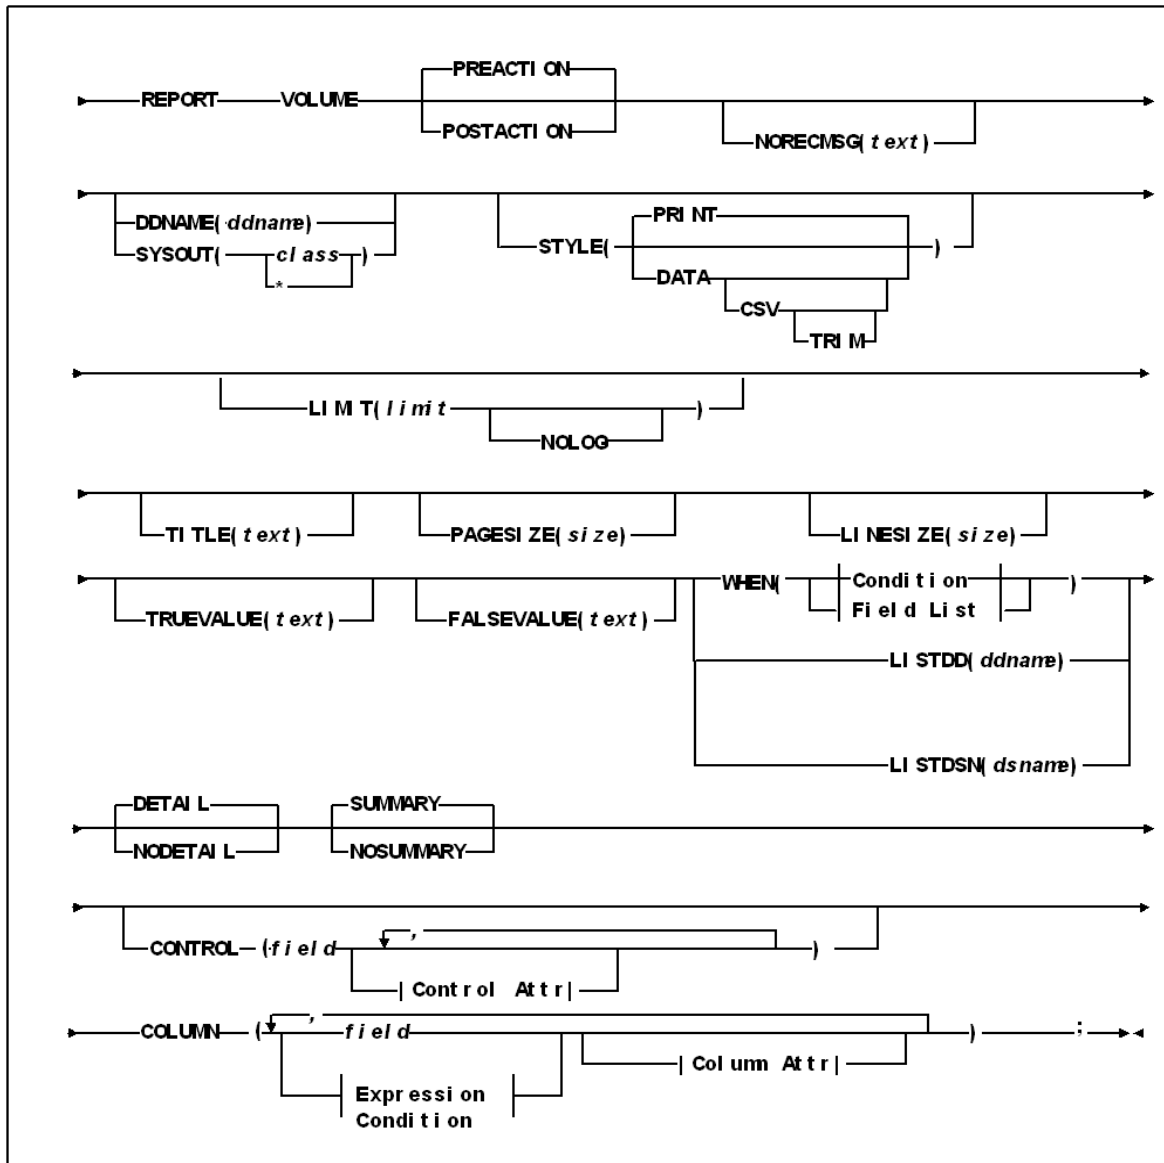 PREACTION
REPORT VOLUME
POSTACTION
NORECMSG(text)
DDNAME(ddname)
SYSOUT(class)
*
PRINT
STYLE( )
DATA
CSV
TRIM
LIMIT(limit )
NOLOG
TITLE(text) PAGESIZE(size) LINESIZE(size)
WHEN( Condition )
Field List
TRUEVALUE(text) FALSEVALUE(text)
LISTDD(ddname)
LISTDSN(dsname)
DETAIL SUMMARY
NODETAIL NOSUMMARY
,
CONTROL (field )
|Control Attr|
,
COLUMN ( field ) ;
|Column Attr|
Expression
Condition